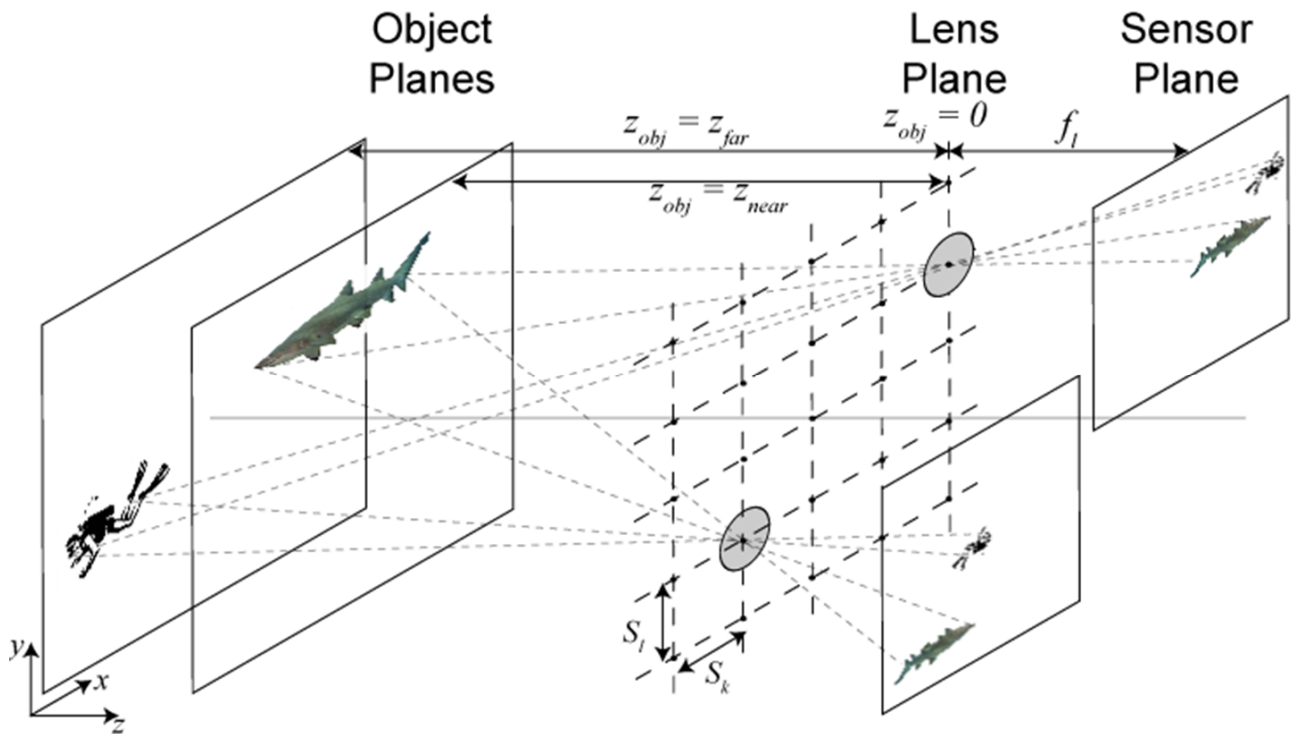 Object
Planes
Lens
Plane
Sensor
Plane
z_obj = z_far
z_obj = 0
f_l
z_obj = z_near
S_l
S_k
y
x
z